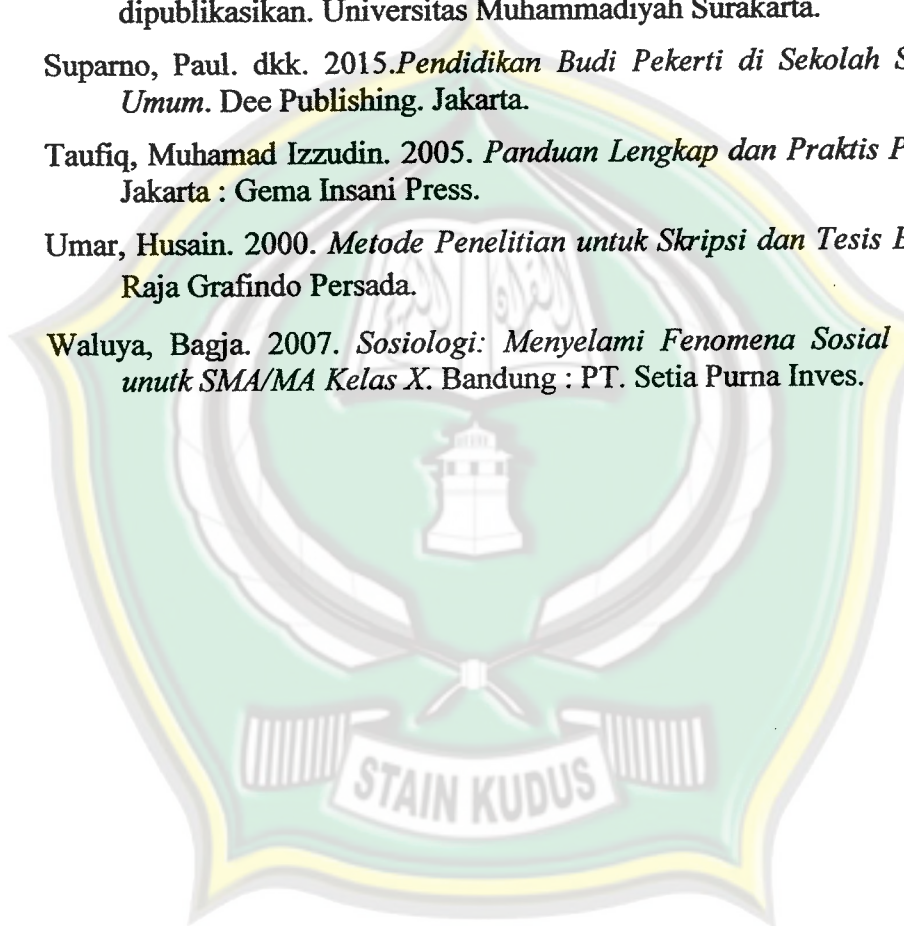 dipublikasikan. Universitas Muhammadiyah Surakarta.
Suparno, Paul. dkk. 2015.Pendidikan Budi Pekerti di Sekolah
Umum. Dee Publishing. Jakarta.
Taufiq, Muhamad Izzudin. 2005. Panduan Lengkap dan Praktis
Jakarta : Gema Insani Press.
Umar, Husain. 2000. Metode Penelitian untuk Skripsi dan Tesis
Raja Grafindo Persada.
Waluya, Bagja. 2007. Sosiologi: Menyelami Fenomena Sosial
unutk SMA/MA Kelas X. Bandung : PT. Setia Purna Inves.
STAIN KUDUS